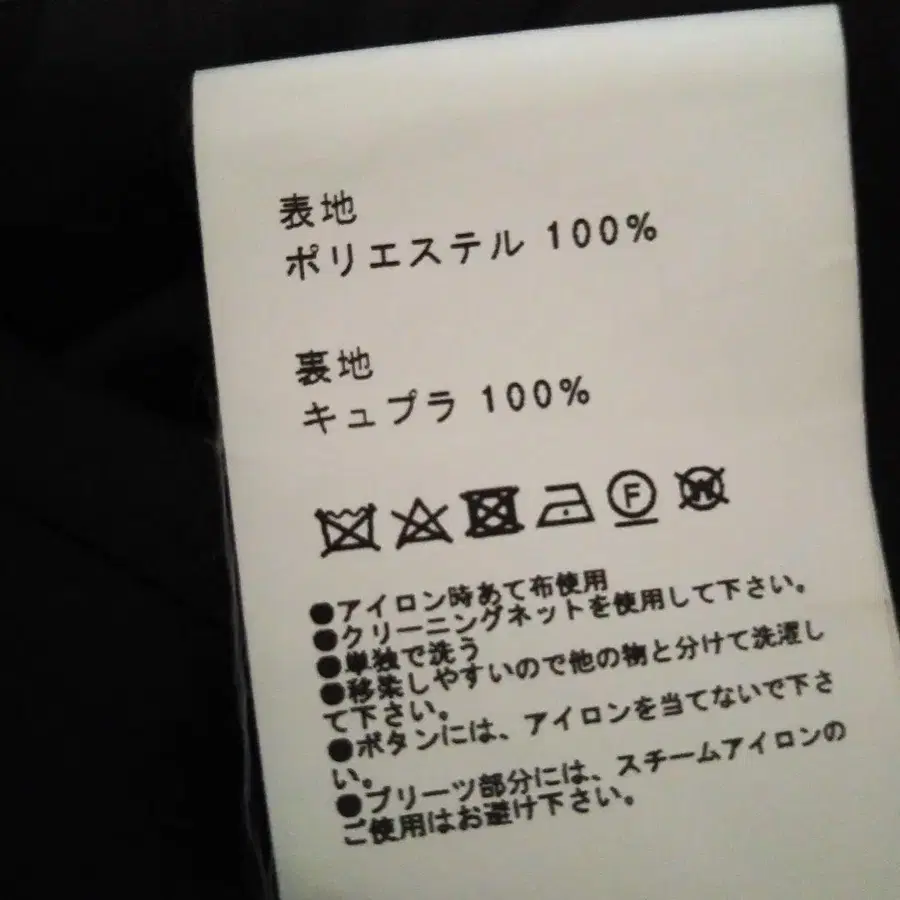 表地
ポリエステル 100%
裏地
キュプラ 100%
F
W
●アイロン時あて布使用
●クリーニングネットを使用して下さい。
●単独で洗う
●移染しやすいので他の物と分けて洗濯し
て下さい。
●ボタンには、アイロンを当てないで下さ
い。
●プリーツ部分には、スチームアイロンの
ご使用はお避け下さい。